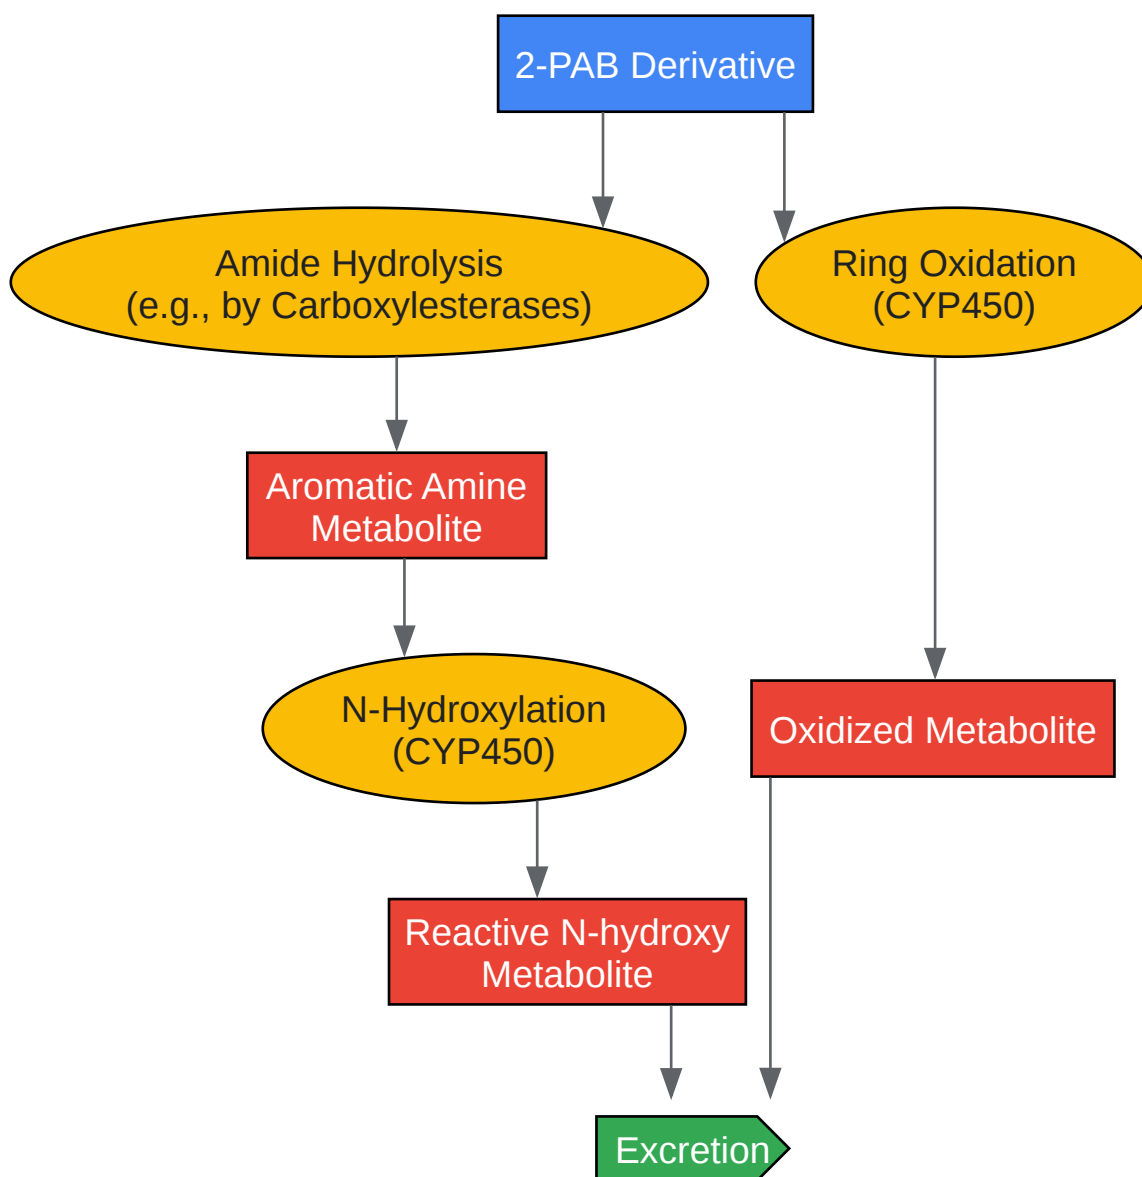 2-PAB Derivative
Amide Hydrolysis
(e.g., by Carboxylesterases)
Ring Oxidation
(CYP450)
Aromatic Amine
Metabolite
N-Hydroxylation
(CYP450)
Oxidized Metabolite
Reactive N-hydroxy
Metabolite
Excretion